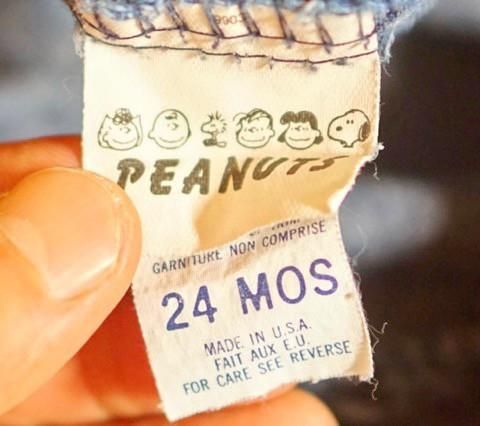 PEANUTS
GARNITURE NON COMPRISE
24 MOS
MADE IN U.S.A.
FAIT AUX E.U.
FOR CARE SEE REVERSE